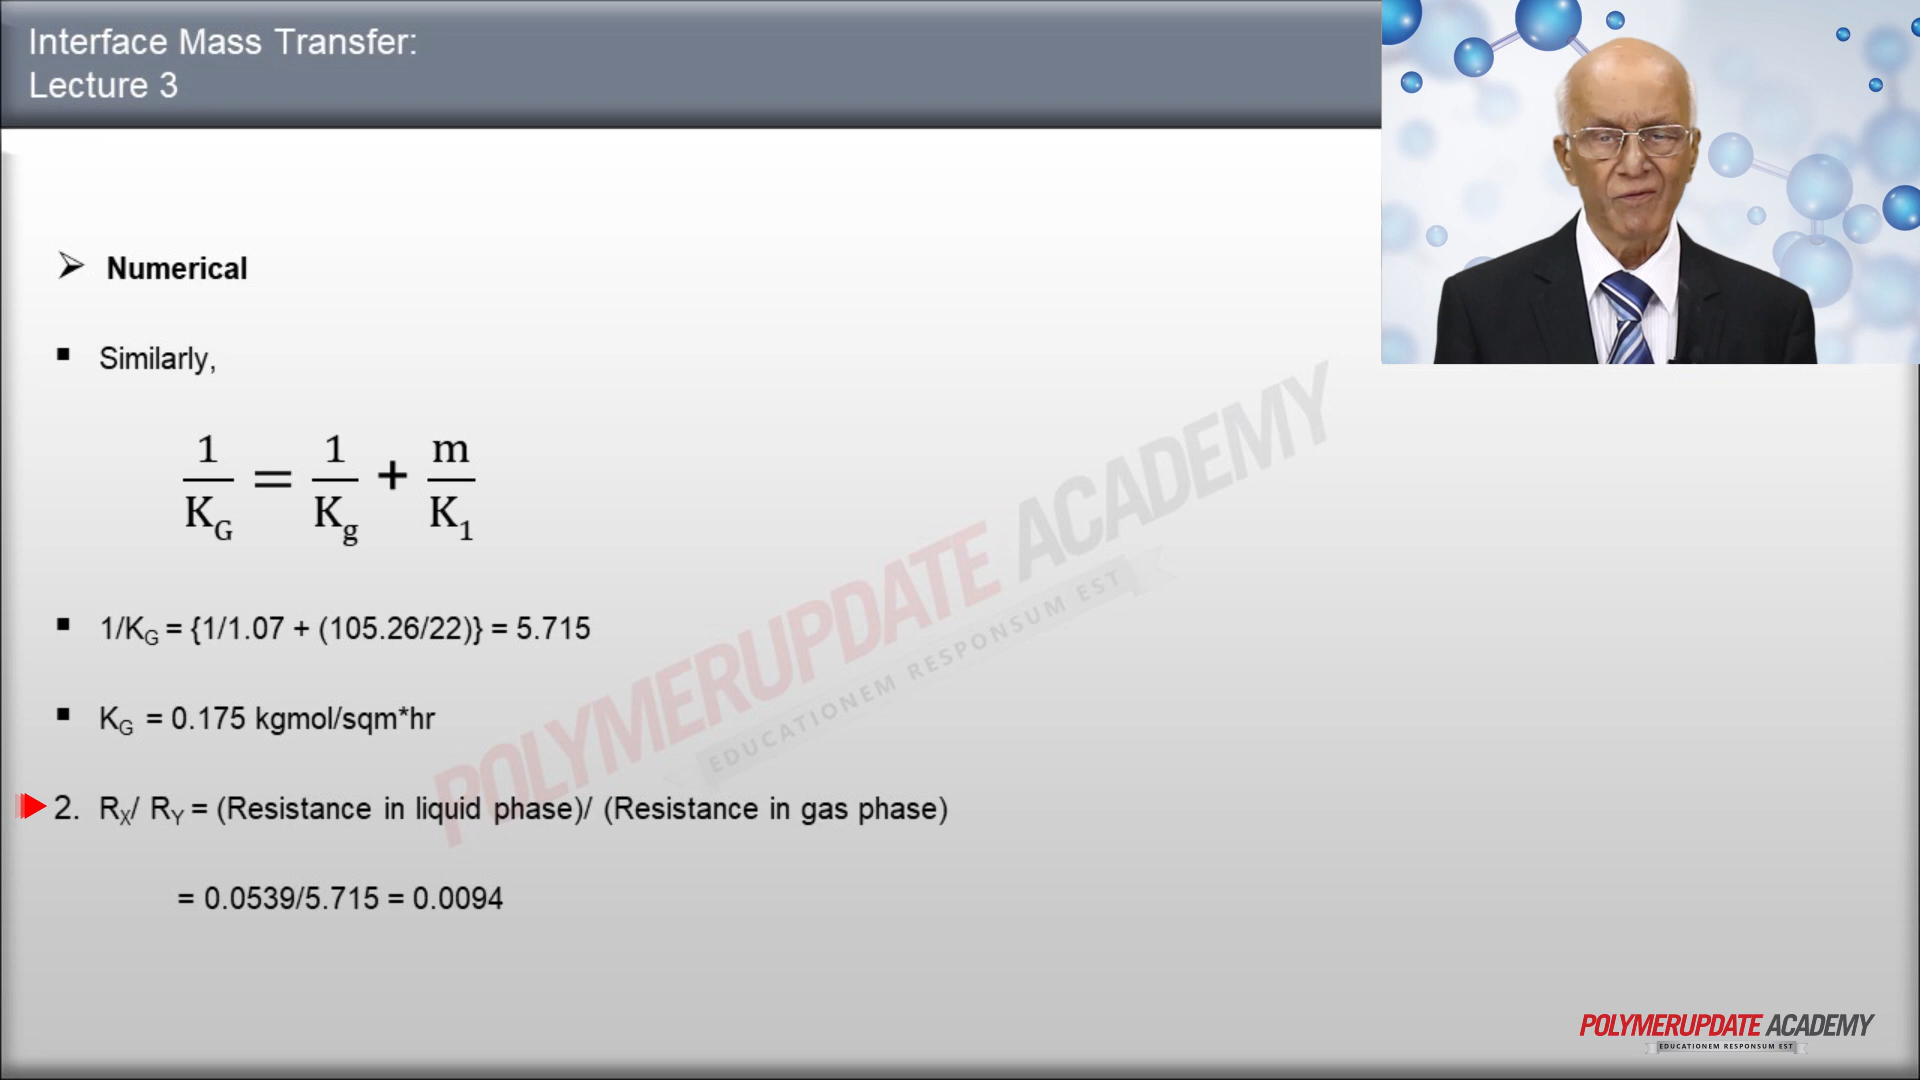 Interface Mass Transfer:
Lecture 3
➢ Numerical
▪ Similarly,
1/K_G = 1/K_g + m/K_1
▪ 1/K_G = {1/1.07 + (105.26/22)} = 5.715
▪ K_G = 0.175 kgmol/sqm*hr
2. R_X/ R_Y = (Resistance in liquid phase)/ (Resistance in gas phase)
= 0.0539/5.715 = 0.0094
POLYMERUPDATE ACADEMY
EDUCATIONEM RESPONSUM EST
POLYMERUPDATE ACADEMY
EDUCATIONEM RESPONSUM EST